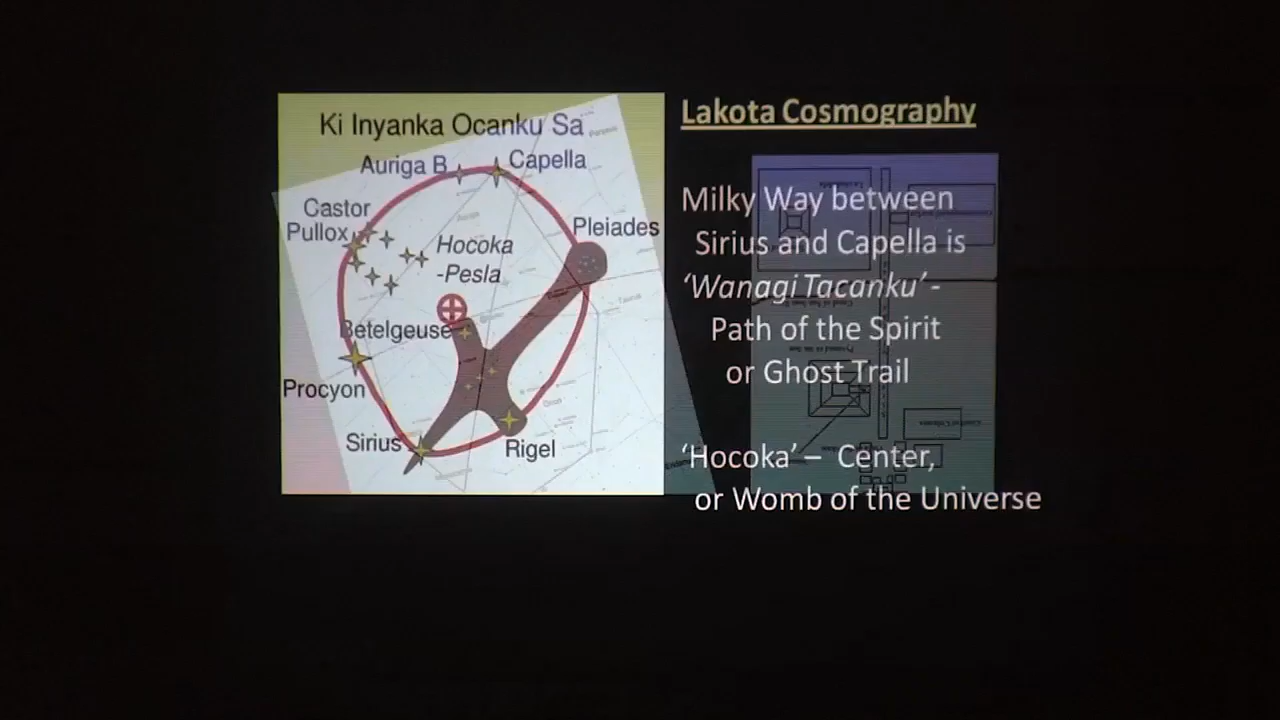 Ki Inyanka Ocanku Sa
Auriga B
Capella
Castor
Pullox
Hocoka
-Pesla
Pleiades
Betelgeuse
Procyon
Sirius
Rigel
Taurus
Orion
Lakota Cosmography
Milky Way between
Sirius and Capella is
‘Wanagi Tacanku’ -
Path of the Spirit
or Ghost Trail
‘Hocoka’ – Center,
or Womb of the Universe